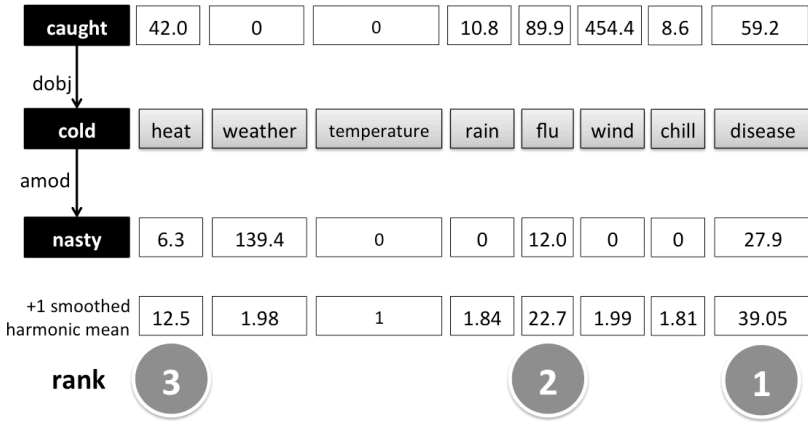 caught 42.0 0 0 10.8 89.9 454.4 8.6 59.2
dobj
cold heat weather temperature rain flu wind chill disease
amod
nasty 6.3 139.4 0 0 12.0 0 0 27.9
+1 smoothed
harmonic mean 12.5 1.98 1 1.84 22.7 1.99 1.81 39.05
rank 3 2 1